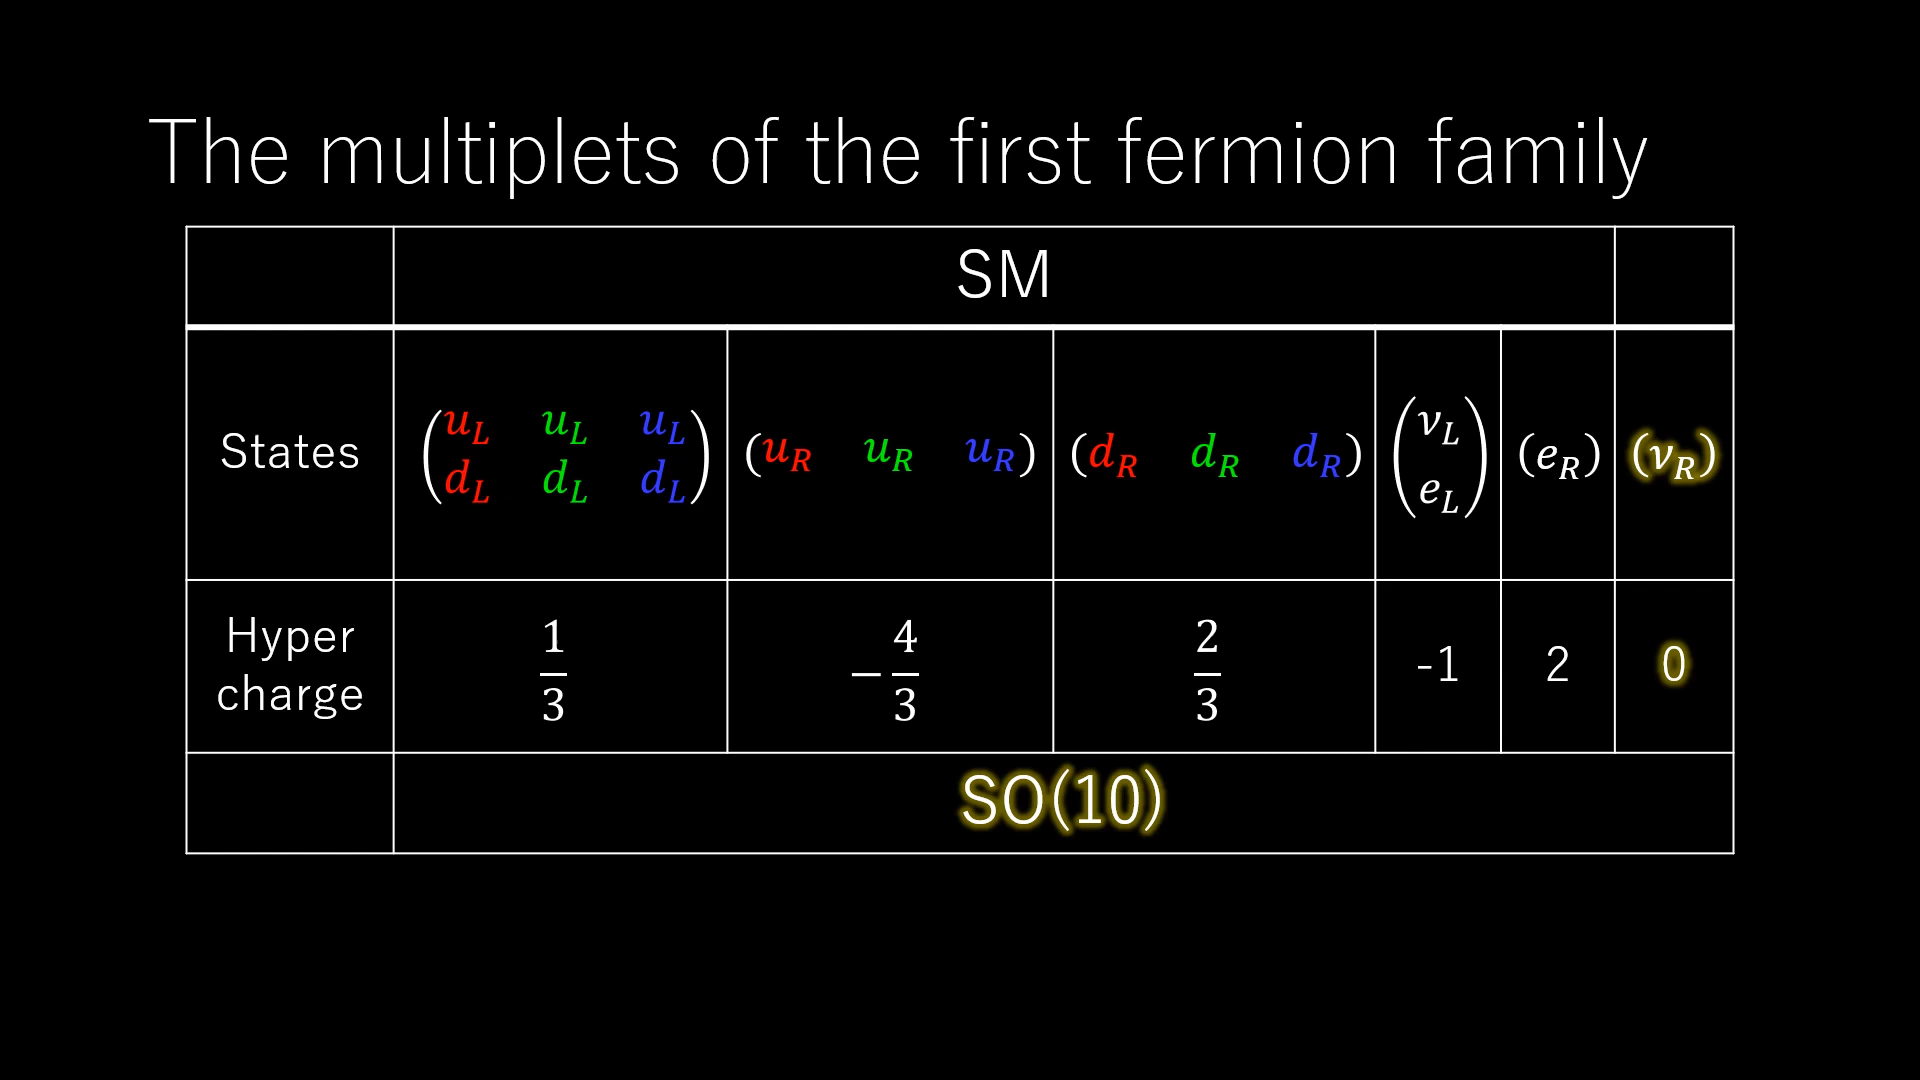 The multiplets of the first fermion family
SM
States
(u_L u_L u_L
d_L d_L d_L)
(u_R u_R u_R)
(d_R d_R d_R)
(ν_L
e_L)
(e_R)
(ν_R)
Hyper
charge
1/3
−4/3
2/3
-1
2
0
SO(10)